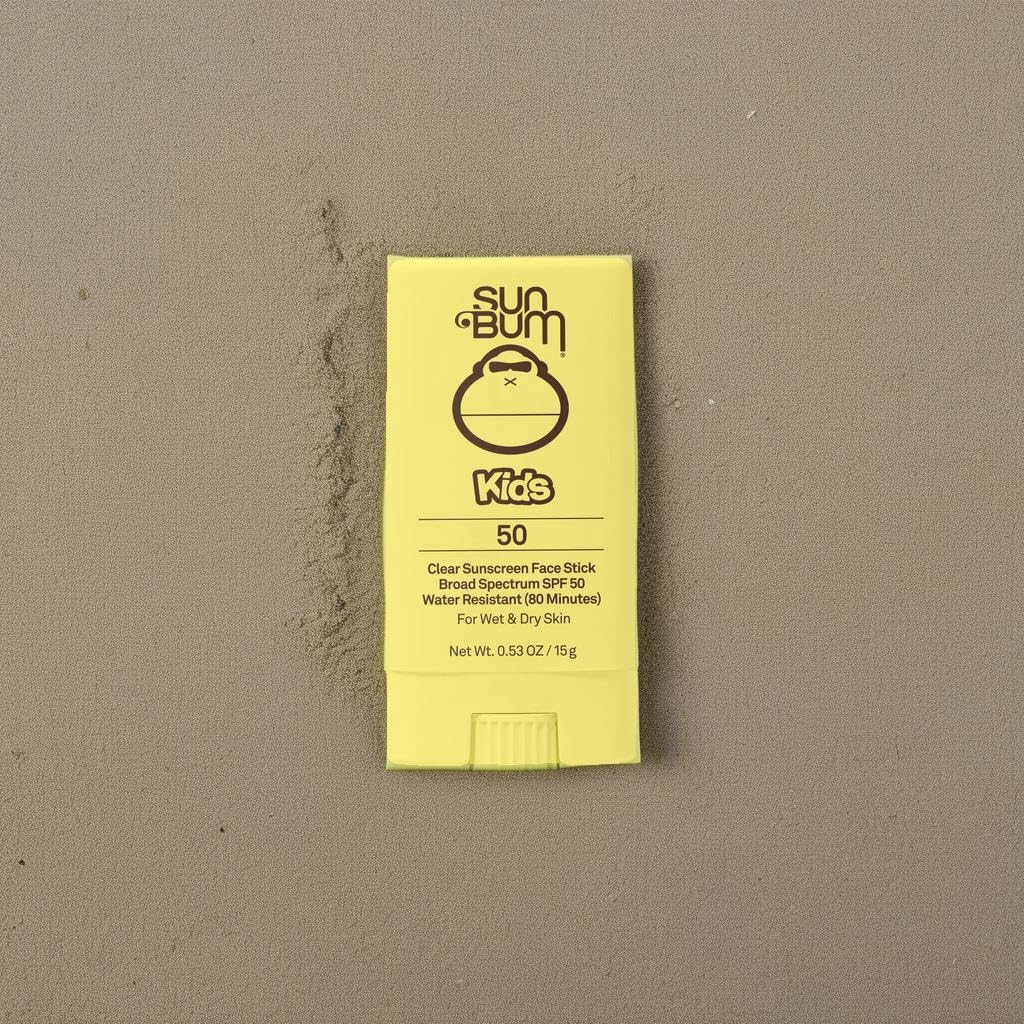 SUN
BUM
®
Kids
50
Clear Sunscreen Face Stick
Broad Spectrum SPF 50
Water Resistant (80 Minutes)
For Wet & Dry Skin
Net Wt. 0.53 OZ / 15 g